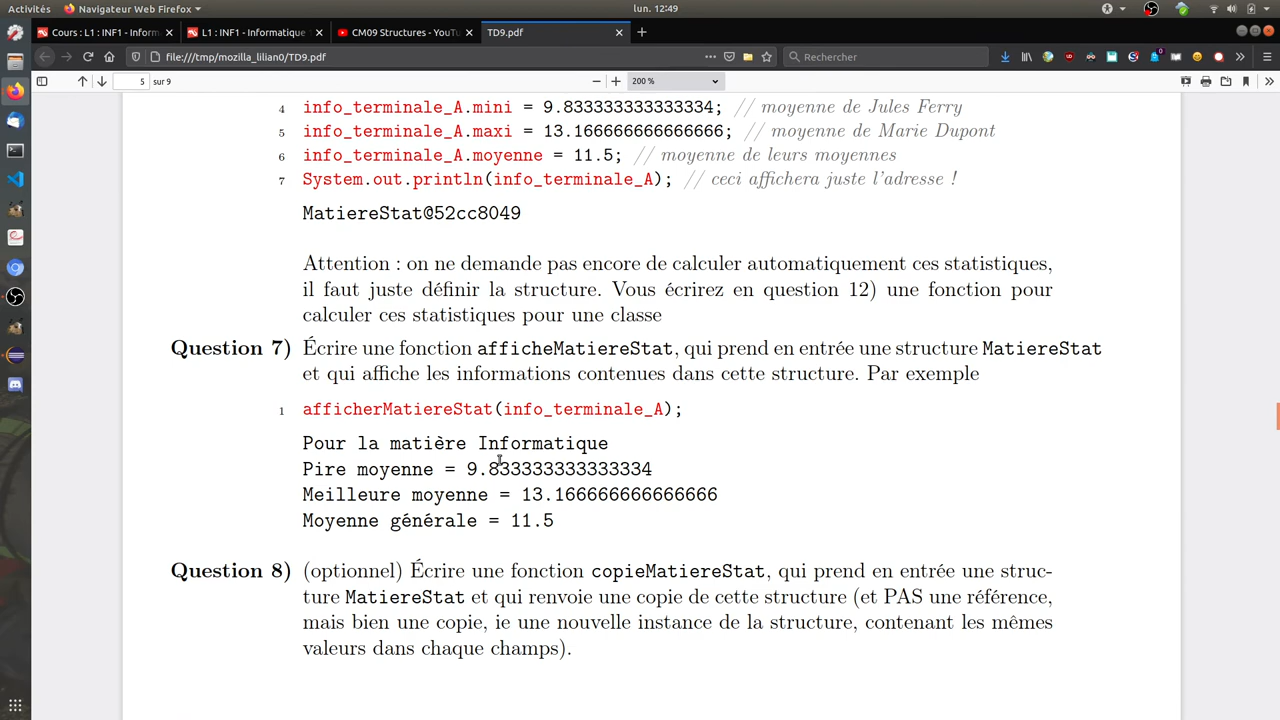 Activités
Navigateur Web Firefox
lun. 12:49
Cours : L1 : INF1 - Inform
L1 : INF1 - Informatique
CM09 Structures - YouTu
TD9.pdf
file:///tmp/mozilla_lilian0/TD9.pdf
Rechercher
5 sur 9
200 %
4 info_terminale_A.mini = 9.833333333333334; // moyenne de Jules Ferry
5 info_terminale_A.maxi = 13.166666666666666; // moyenne de Marie Dupont
6 info_terminale_A.moyenne = 11.5; // moyenne de leurs moyennes
7 System.out.println(info_terminale_A); // ceci affichera juste l'adresse !
MatiereStat@52cc8049
Attention : on ne demande pas encore de calculer automatiquement ces statistiques,
il faut juste définir la structure. Vous écrirez en question 12) une fonction pour
calculer ces statistiques pour une classe
Question 7) Écrire une fonction afficheMatiereStat, qui prend en entrée une structure MatiereStat
et qui affiche les informations contenues dans cette structure. Par exemple
1 afficherMatiereStat(info_terminale_A);
Pour la matière Informatique
Pire moyenne = 9.833333333333334
Meilleure moyenne = 13.166666666666666
Moyenne générale = 11.5
Question 8) (optionnel) Écrire une fonction copieMatiereStat, qui prend en entrée une struc-
ture MatiereStat et qui renvoie une copie de cette structure (et PAS une référence,
mais bien une copie, ie une nouvelle instance de la structure, contenant les mêmes
valeurs dans chaque champs).